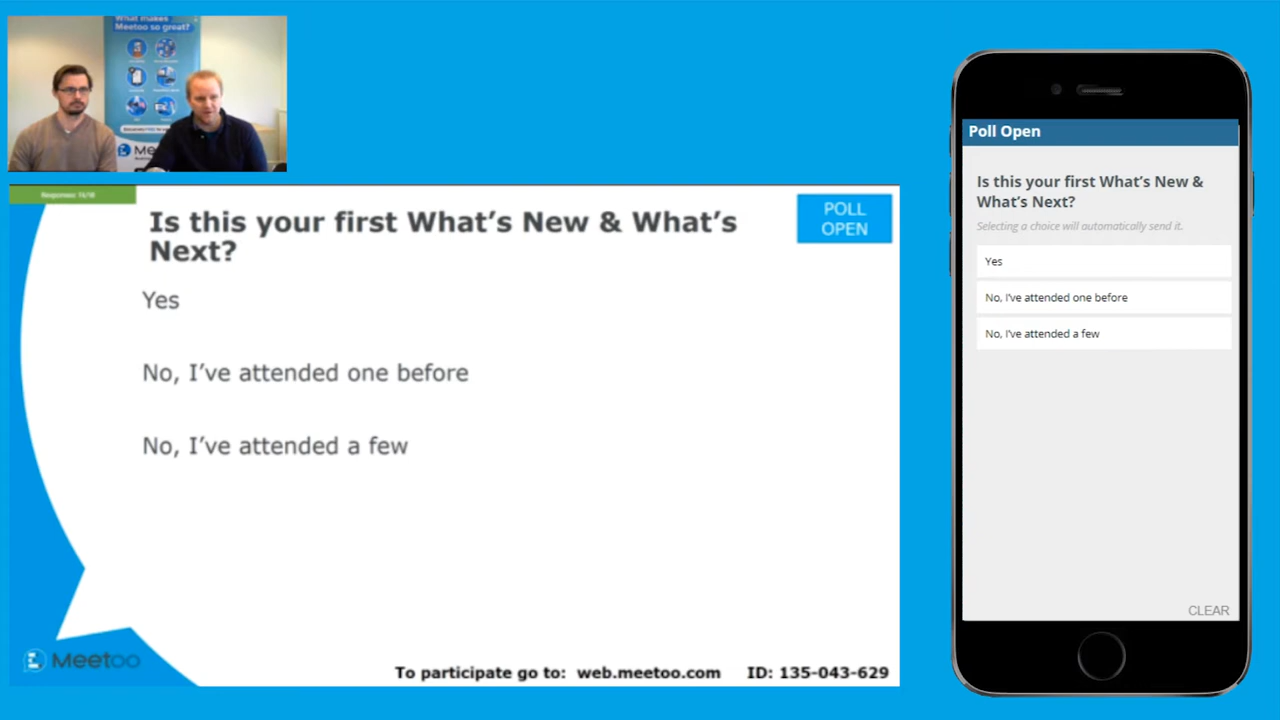 What makes
Meetoo so great?
Is this your first What's New & What's
Next?
POLL
OPEN
Yes
No, I've attended one before
No, I've attended a few
Meetoo
To participate go to: web.meetoo.com ID: 135-043-629
Poll Open
Is this your first What's New &
What's Next?
Selecting a choice will automatically send it.
Yes
No, I've attended one before
No, I've attended a few
CLEAR